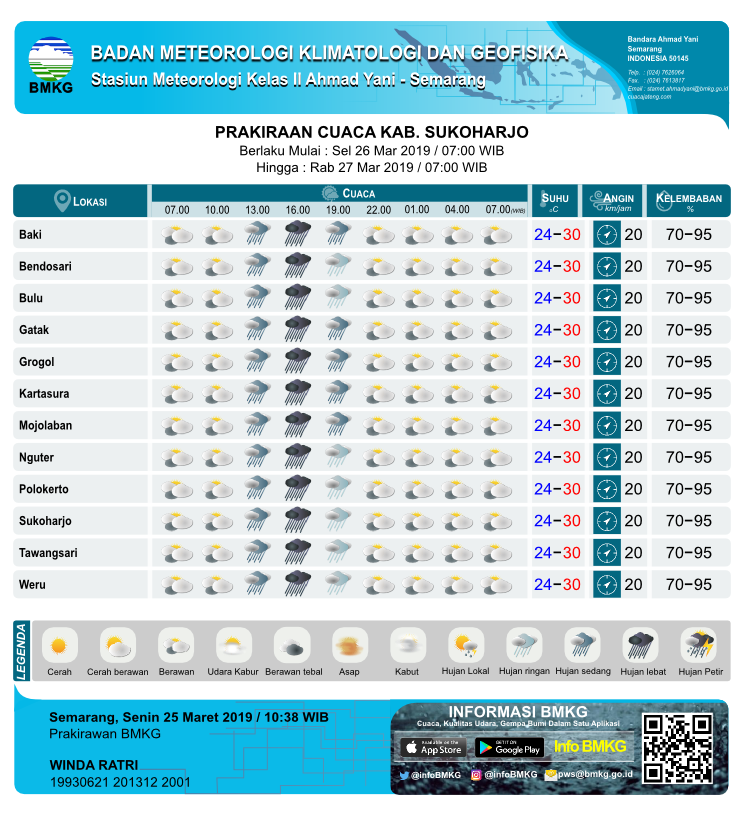 BMKG
BADAN METEOROLOGI KLIMATOLOGI DAN GEOFISIKA
Stasiun Meteorologi Kelas II Ahmad Yani - Semarang
Bandara Ahmad Yani
Semarang
INDONESIA 50145
Telp. : (024) 7626064
Fax. : (024) 7613817
Email : stamet.ahmadyani@bmkg.go.id
cuacajateng.com
PRAKIRAAN CUACA KAB. SUKOHARJO
Berlaku Mulai : Sel 26 Mar 2019 / 07:00 WIB
Hingga : Rab 27 Mar 2019 / 07:00 WIB
LOKASI CUACA SUHU °C ANGIN km/jam KELEMBABAN %
07.00 10.00 13.00 16.00 19.00 22.00 01.00 04.00 07.00 (WIB)
Baki 24-30 20 70-95
Bendosari 24-30 20 70-95
Bulu 24-30 20 70-95
Gatak 24-30 20 70-95
Grogol 24-30 20 70-95
Kartasura 24-30 20 70-95
Mojolaban 24-30 20 70-95
Nguter 24-30 20 70-95
Polokerto 24-30 20 70-95
Sukoharjo 24-30 20 70-95
Tawangsari 24-30 20 70-95
Weru 24-30 20 70-95
LEGENDA
Cerah Cerah berawan Berawan Udara Kabur Berawan tebal Asap Kabut Hujan Lokal Hujan ringan Hujan sedang Hujan lebat Hujan Petir
Semarang, Senin 25 Maret 2019 / 10:38 WIB
Prakirawan BMKG
WINDA RATRI
19930621 201312 2001
INFORMASI BMKG
Cuaca, Kualitas Udara, Gempa Bumi Dalam Satu Aplikasi
Available on the App Store GET IT ON Google Play Info BMKG
@infoBMKG @infoBMKG pws@bmkg.go.id